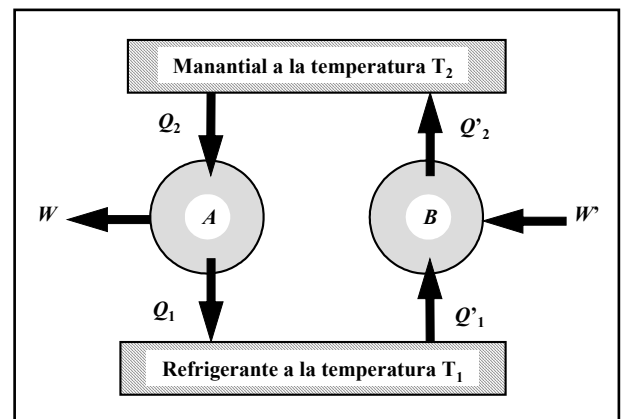 Manantial a la temperatura T₂
Q₂
Q'₂
W
A
B
W'
Q₁
Q'₁
Refrigerante a la temperatura T₁